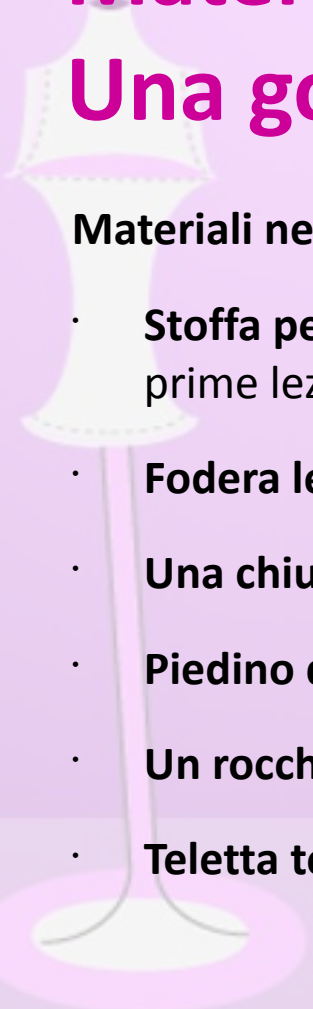 Una go
Materiali ne
· Stoffa pe
prime lez
· Fodera le
· Una chiu
· Piedino
· Un rocch
· Teletta te